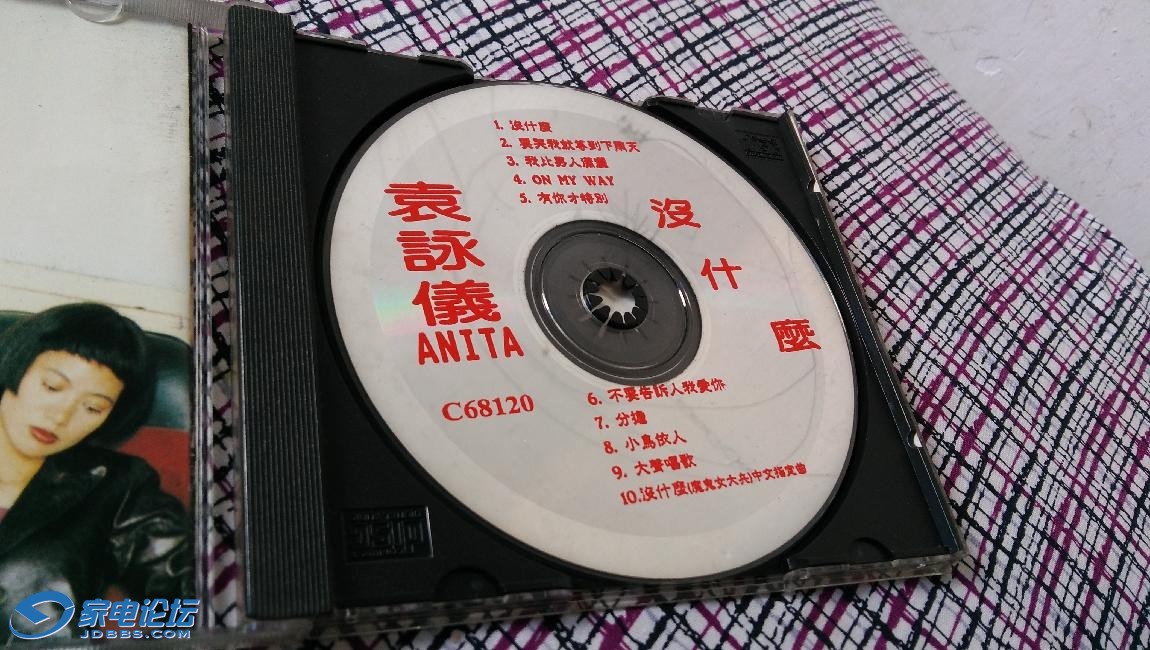 1. 沒什麼
2. 要哭我就等到下雨天
3. 我比男人瀟灑
4. ON MY WAY
5. 有你才特別
袁
詠
儀
ANITA
C68120
沒
什
麼
6. 不要告訴人我愛你
7. 分擔
8. 小鳥依人
9. 大聲唱歌
10.沒什麼(魔鬼女大兵)中文指定曲
家电论坛
JDBBS.COM